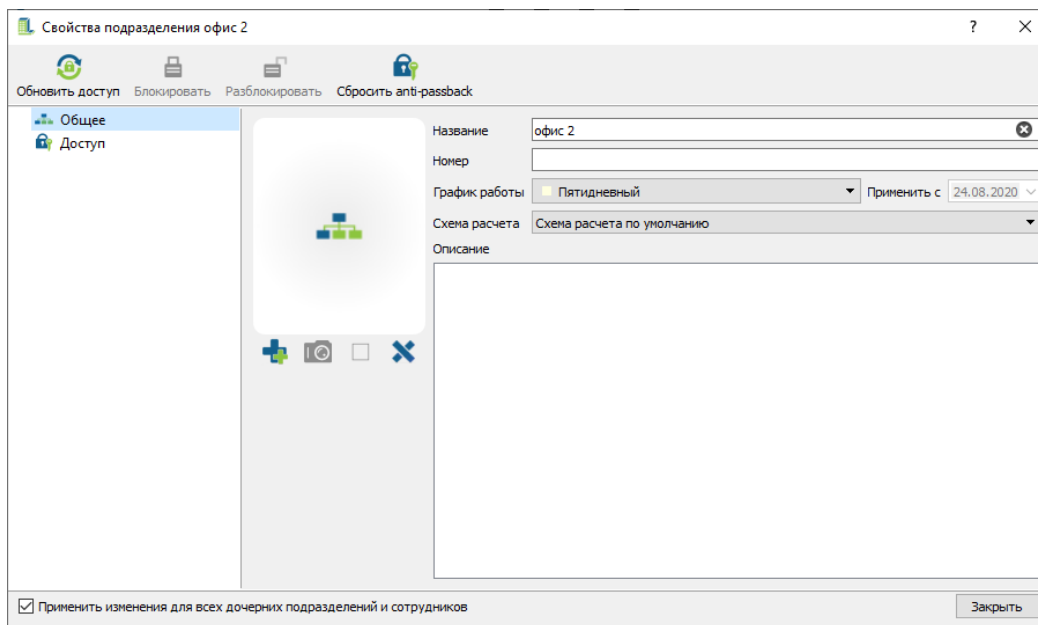 Свойства подразделения офис 2
Обновить доступ Блокировать Разблокировать Сбросить anti-passback
Общее
Доступ
Название офис 2
Номер
График работы Пятидневный Применить с 24.08.2020
Схема расчета Схема расчета по умолчанию
Описание
Применить изменения для всех дочерних подразделений и сотрудников Закрыть